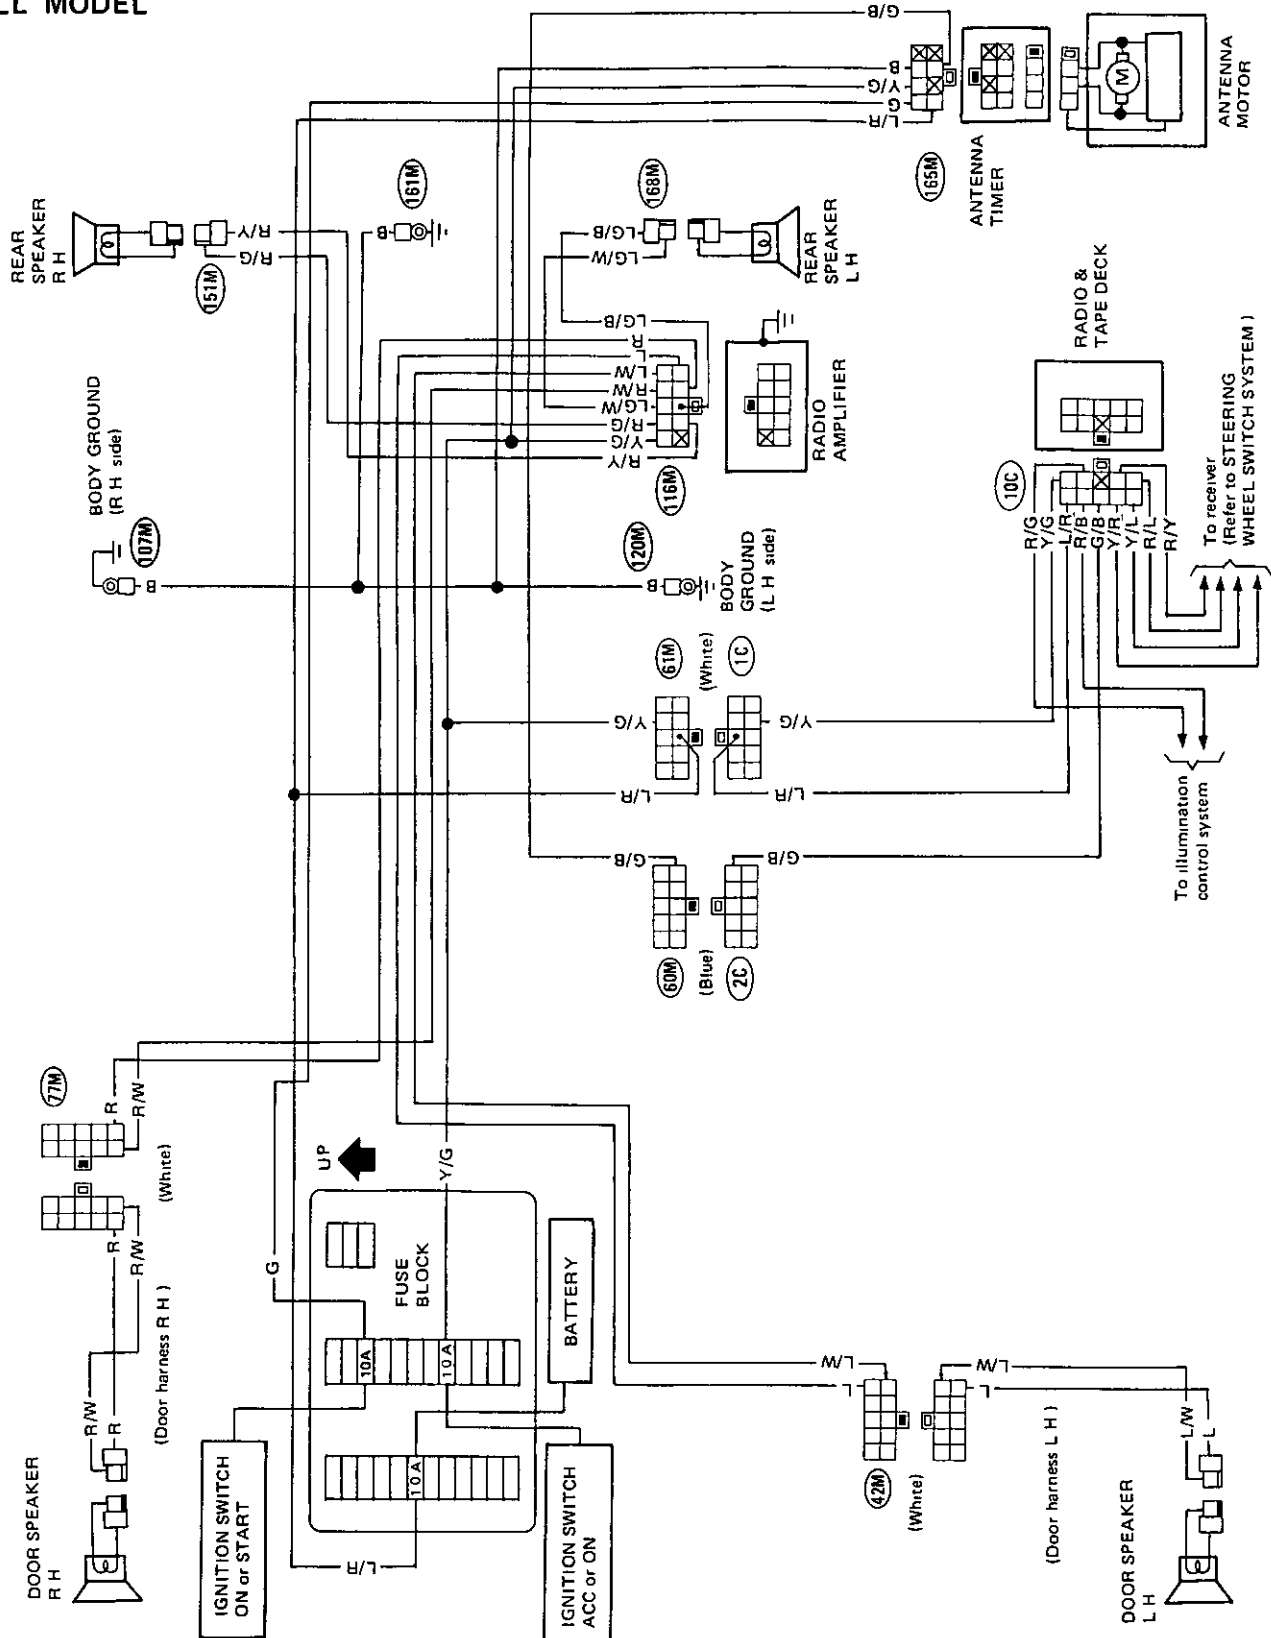 LL MODEL
DOOR SPEAKER
R H
R/W
R
(Door harness R H )
R
R/W
(White)
77M
R
R/W
BODY GROUND
(R H side)
107M
B
REAR
SPEAKER
R H
151M
R/Y
R/G
161M
B
168M
LG/B
LG/W
REAR
SPEAKER
L H
IGNITION SWITCH
ON or START
IGNITION SWITCH
ACC or ON
BATTERY
FUSE
BLOCK
10A
10A
10A
UP
G
Y/G
L/R
LG/B
R
L
L/W
R/W
LG/W
R/G
Y/G
R/Y
116M
RADIO
AMPLIFIER
120M
B
BODY
GROUND
(L H side)
61M
(White)
1C
Y/G
Y/G
L/R
L/R
60M
(Blue)
2C
G/B
G/B
G/B
B
Y/G
G
L/R
165M
ANTENNA
TIMER
M
ANTENNA
MOTOR
RADIO &
TAPE DECK
10C
R/G
Y/G
L/R
R/B
G/B
Y/R
Y/L
R/L
R/Y
To receiver
(Refer to STEERING
WHEEL SWITCH SYSTEM )
To illumination
control system
42M
(White)
L/W
L
L/W
L
(Door harness L H )
L/W
L
DOOR SPEAKER
L H